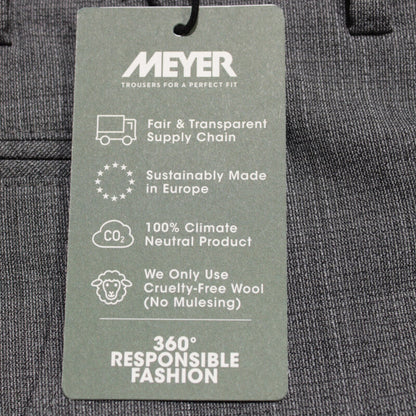 MEYER
TROUSERS FOR A PERFECT FIT
Fair & Transparent
Supply Chain
Sustainably Made
in Europe
CO2
100% Climate
Neutral Product
We Only Use
Cruelty-Free Wool
(No Mulesing)
360°
RESPONSIBLE
FASHION